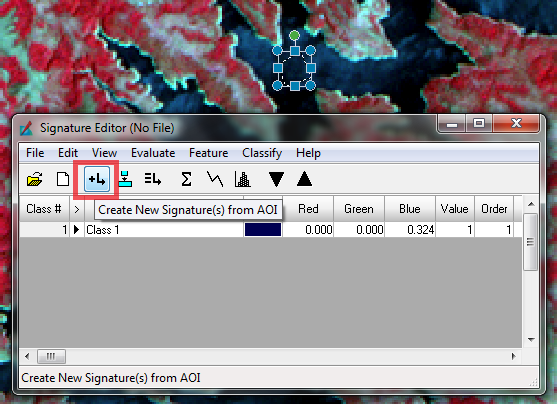 Signature Editor (No File)
File Edit View Evaluate Feature Classify Help
Create New Signature(s) from AOI
Class # > Red Green Blue Value Order
1 Class 1 0.000 0.000 0.324 1 1
Create New Signature(s) from AOI